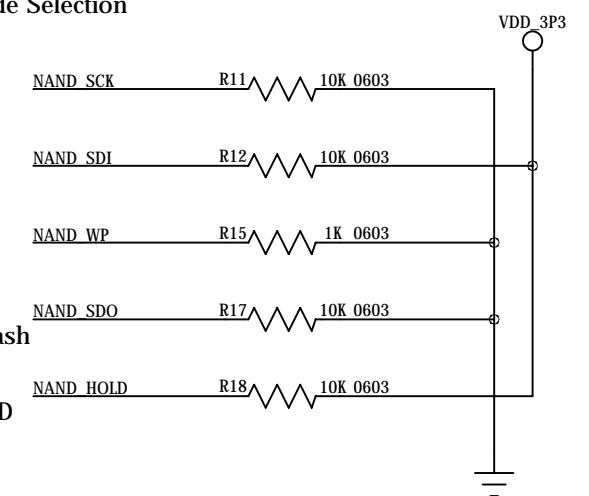 de Selection
VDD_3P3
NAND_SCK R11 10K 0603
NAND_SDI R12 10K 0603
NAND_WP R15 1K 0603
NAND_SDO R17 10K 0603
ash
NAND_HOLD R18 10K 0603
D